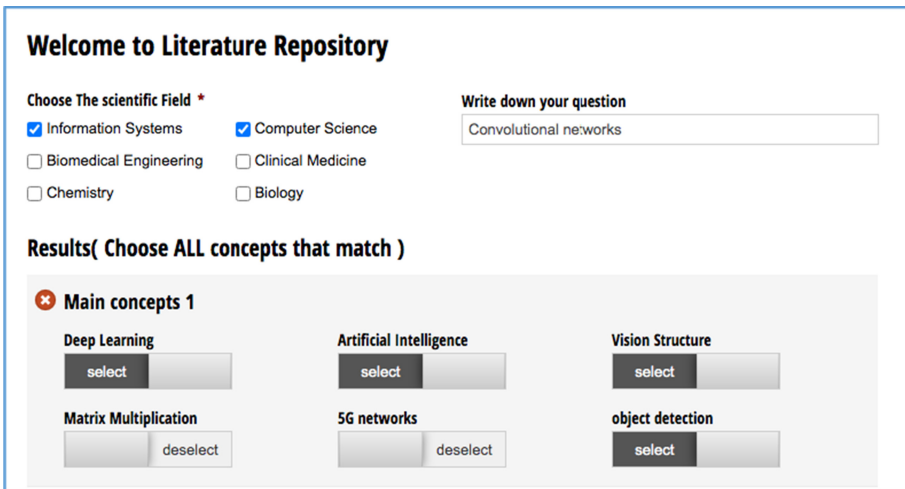 Welcome to Literature Repository
Choose The scientific Field *
Write down your question
Information Systems
Computer Science
Convolutional networks
Biomedical Engineering
Clinical Medicine
Chemistry
Biology
Results( Choose ALL concepts that match )
Main concepts 1
Deep Learning
Artificial Intelligence
Vision Structure
select
select
select
Matrix Multiplication
5G networks
object detection
deselect
deselect
select